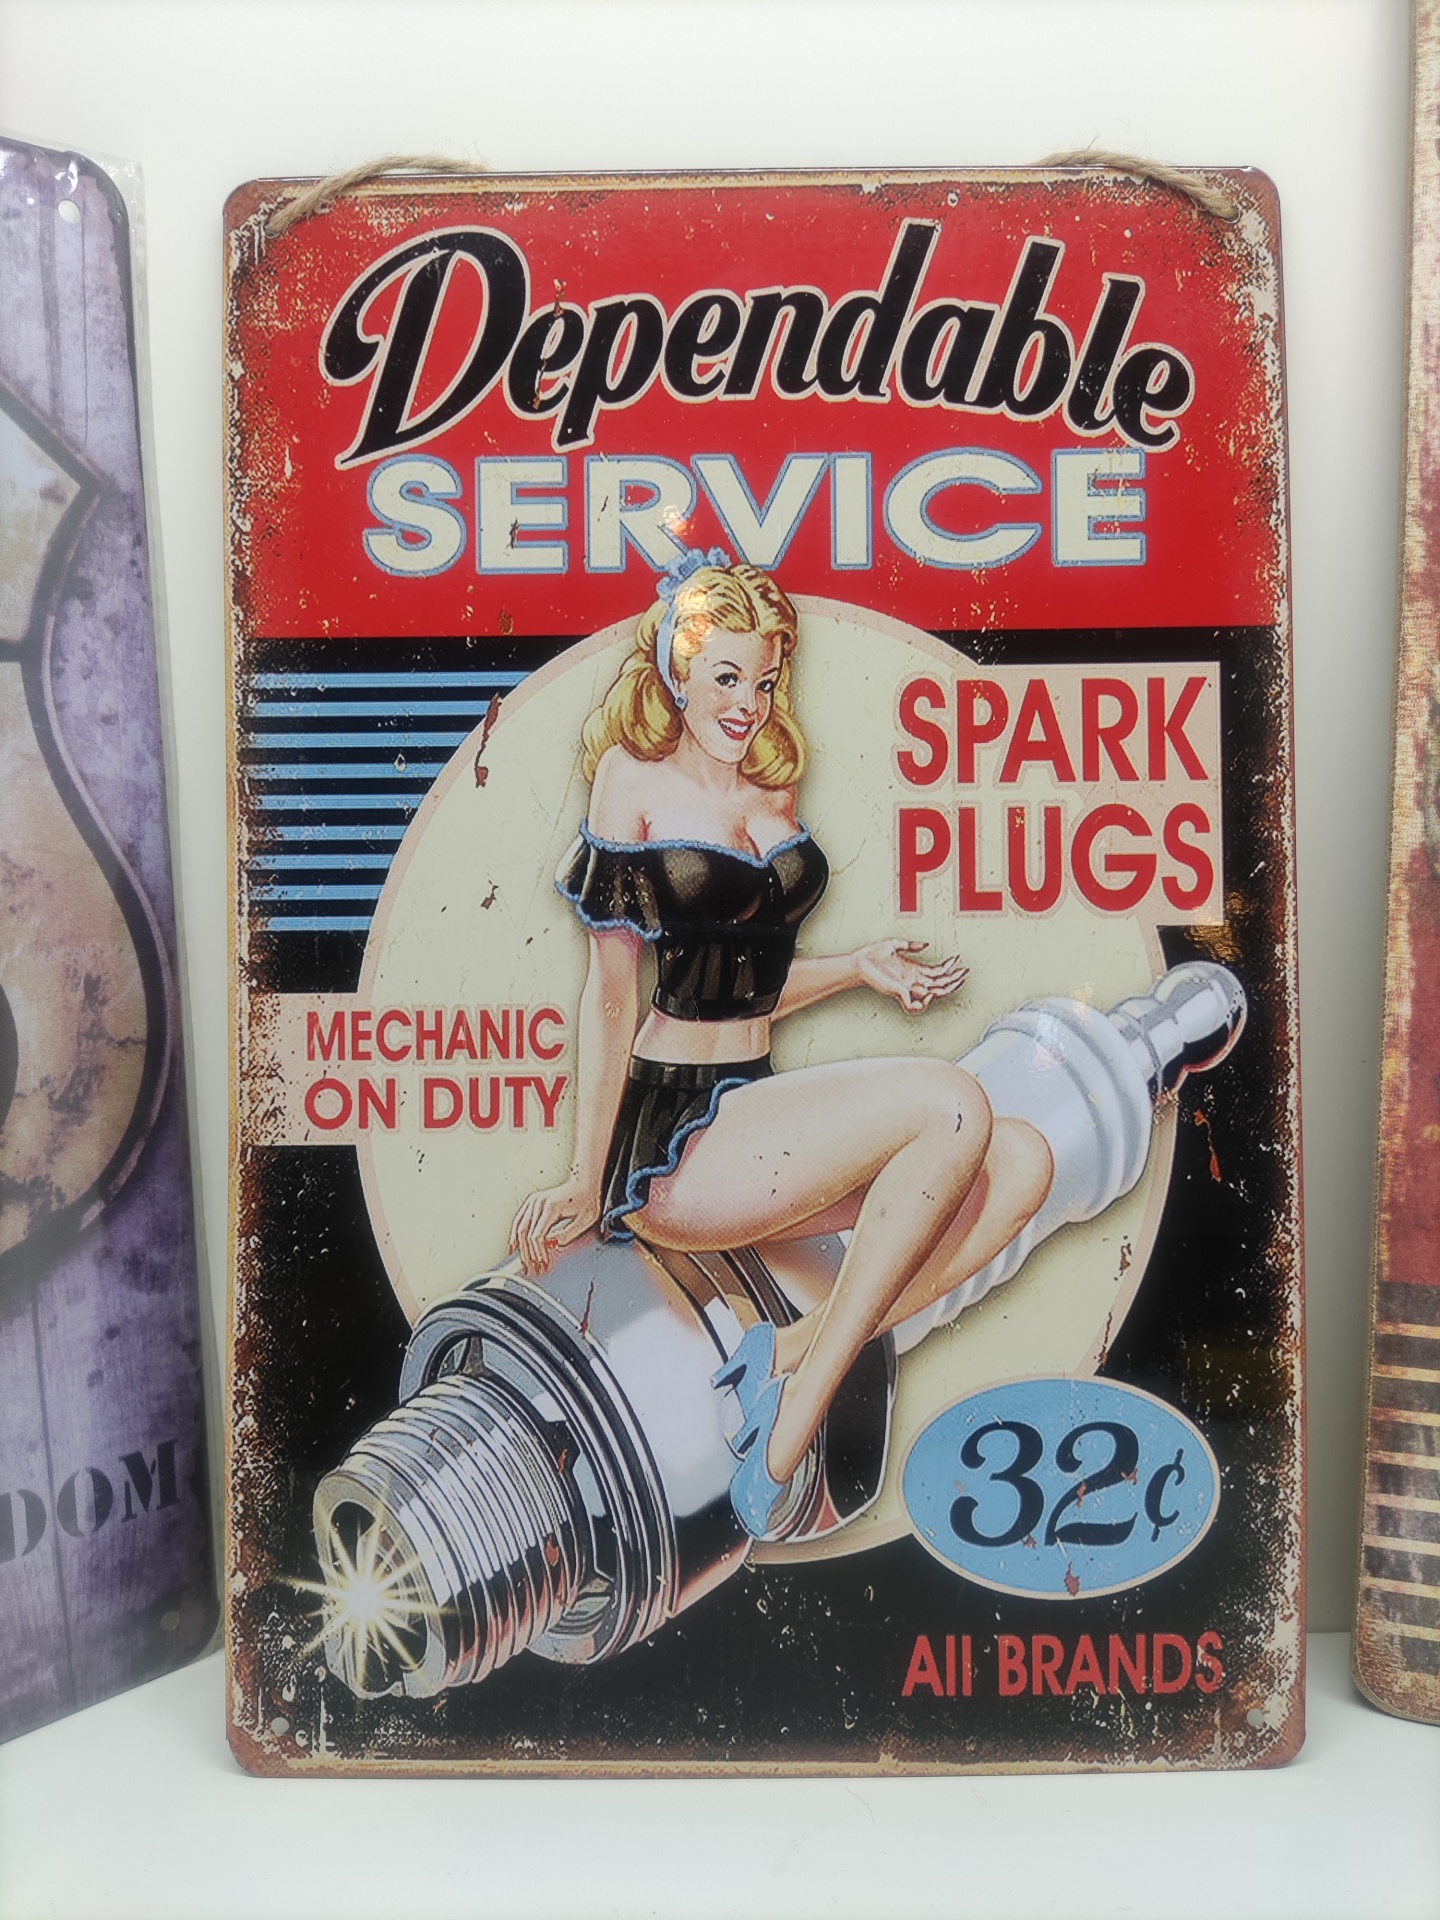 Dependable
SERVICE
SPARK
PLUGS
MECHANIC
ON DUTY
32¢
All BRANDS
DOM